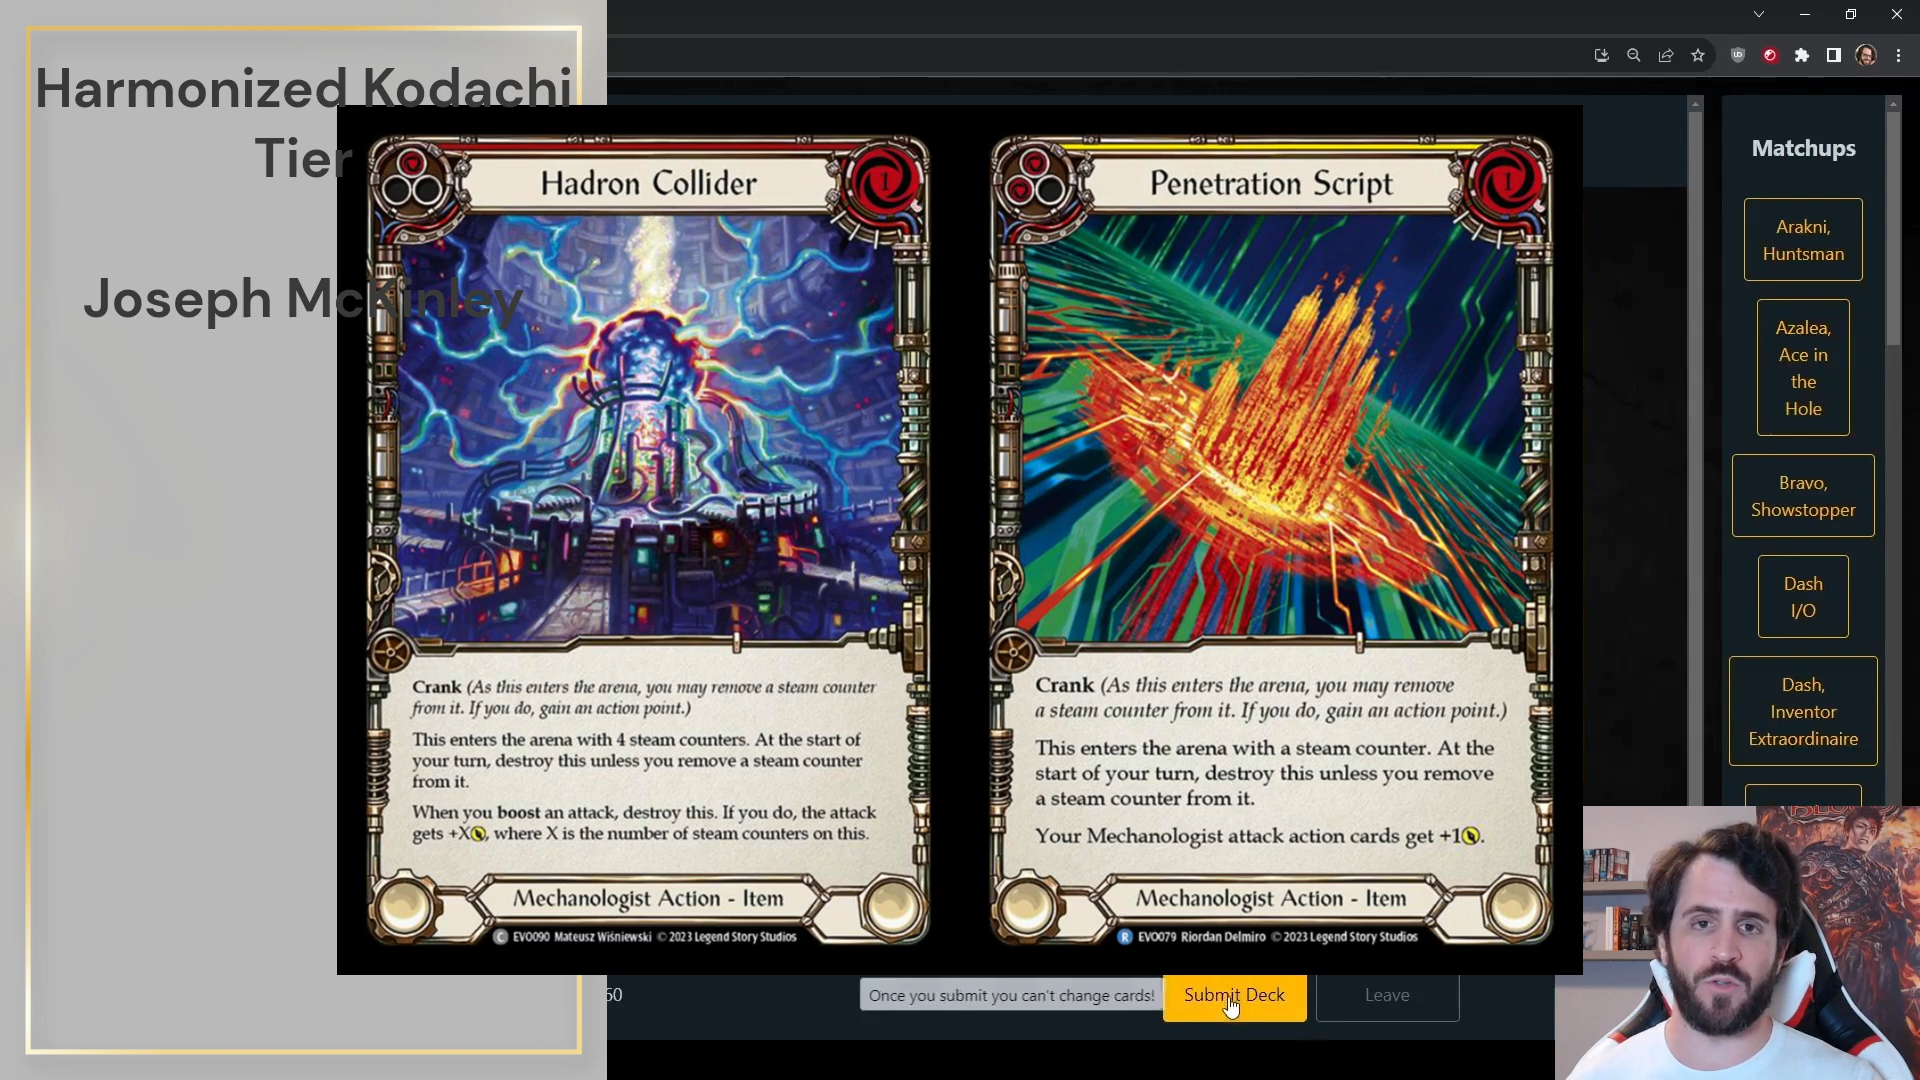 Harmonized Kodachi
Tier
Joseph McKinley
Hadron Collider
I
Crank (As this enters the arena, you may remove a steam counter
from it. If you do, gain an action point.)
This enters the arena with 4 steam counters. At the start of
your turn, destroy this unless you remove a steam counter
from it.
When you boost an attack, destroy this. If you do, the attack
gets +X, where X is the number of steam counters on this.
Mechanologist Action - Item
C EVO090 Mateusz Wiśniewski © 2023 Legend Story Studios
Penetration Script
I
Crank (As this enters the arena, you may remove
a steam counter from it. If you do, gain an action point.)
This enters the arena with a steam counter. At the
start of your turn, destroy this unless you remove
a steam counter from it.
Your Mechanologist attack action cards get +1.
Mechanologist Action - Item
R EVO079 Riordan Delmiro © 2023 Legend Story Studios
Matchups
Arakni,
Huntsman
Azalea,
Ace in
the
Hole
Bravo,
Showstopper
Dash
I/O
Dash,
Inventor
Extraordinaire
60
Once you submit you can't change cards!
Submit Deck
Leave